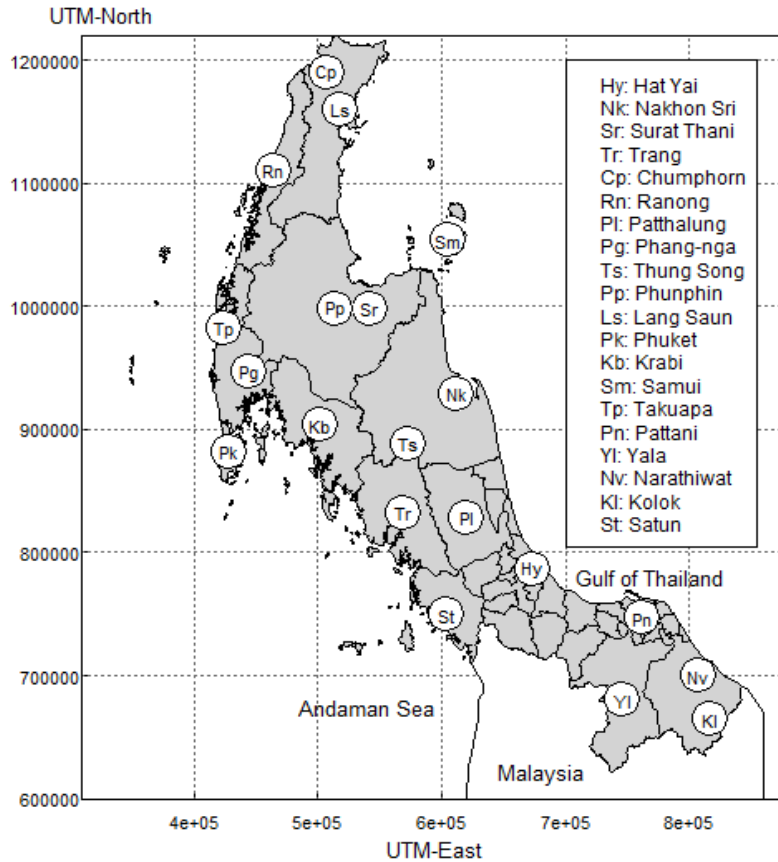 UTM-North
1200000
1100000
1000000
900000
800000
700000
600000
4e+05
5e+05
6e+05
7e+05
8e+05
UTM-East
Hy: Hat Yai
Nk: Nakhon Sri
Sr: Surat Thani
Tr: Trang
Cp: Chumphorn
Rn: Ranong
Pl: Patthalung
Pg: Phang-nga
Ts: Thung Song
Pp: Phunphin
Ls: Lang Saun
Pk: Phuket
Kb: Krabi
Sm: Samui
Tp: Takuapa
Pn: Pattani
Yl: Yala
Nv: Narathiwat
Kl: Kolok
St: Satun
Cp
Ls
Rn
Sm
Pp
Sr
Tp
Pg
Nk
Kb
Ts
Pk
Tr
Pl
Hy
Gulf of Thailand
St
Pn
Nv
Yl
Kl
Andaman Sea
Malaysia